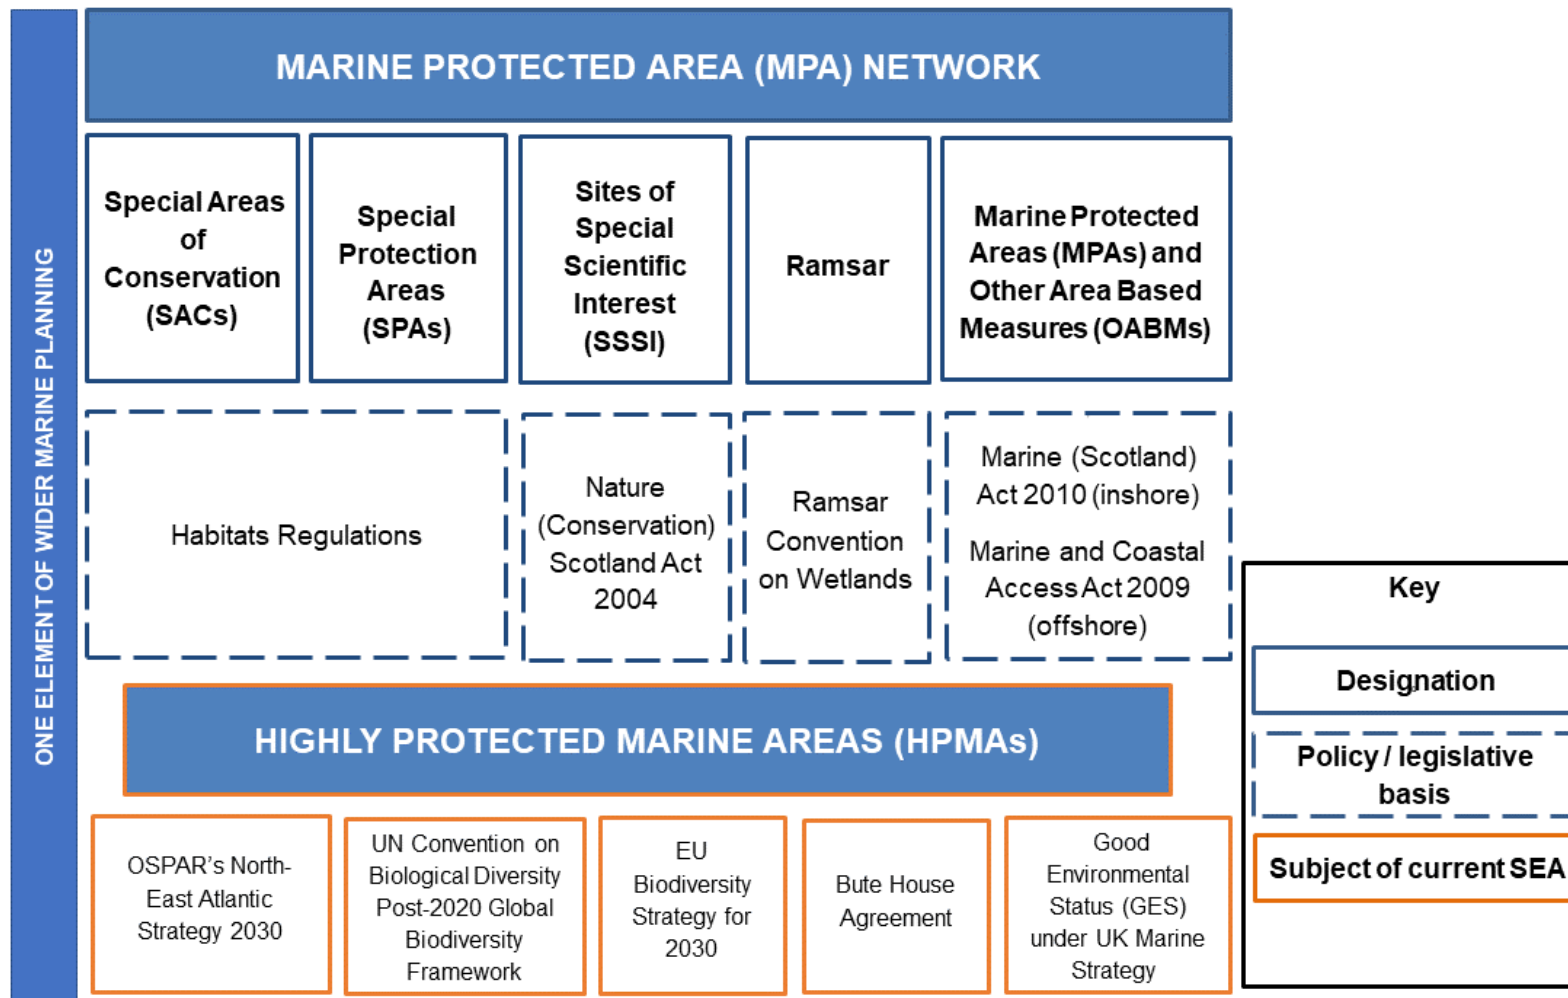 ONE ELEMENT OF WIDER MARINE PLANNING
MARINE PROTECTED AREA (MPA) NETWORK
Special Areas
of
Conservation
(SACs)
Special
Protection
Areas
(SPAs)
Sites of
Special
Scientific
Interest
(SSSI)
Ramsar
Marine Protected
Areas (MPAs) and
Other Area Based
Measures (OABMs)
Habitats Regulations
Nature
(Conservation)
Scotland Act
2004
Ramsar
Convention
on Wetlands
Marine (Scotland)
Act 2010 (inshore)
Marine and Coastal
Access Act 2009
(offshore)
HIGHLY PROTECTED MARINE AREAS (HPMAs)
OSPAR's North-
East Atlantic
Strategy 2030
UN Convention on
Biological Diversity
Post-2020 Global
Biodiversity
Framework
EU
Biodiversity
Strategy for
2030
Bute House
Agreement
Good
Environmental
Status (GES)
under UK Marine
Strategy
Key
Designation
Policy / legislative
basis
Subject of current SEA